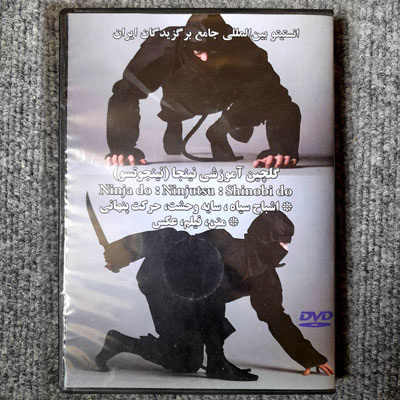 انستیتو بین‌المللی جامع برگزیدگان ایران
گلچین آموزشی نینجا (نینجوتسو)
Ninja do : Ninjutsu : Shinobi do
※ اشباح سیاه ، سایه وحشت، حرکت پنهانی
※ متن، فیلم، عکس
DVD